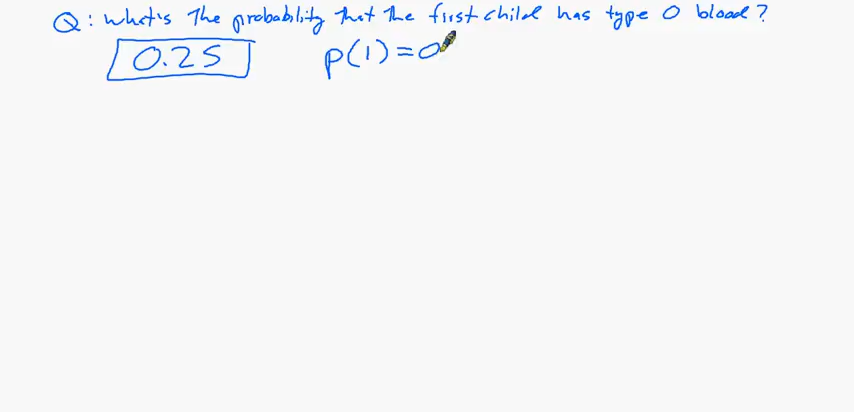 Q: What's The probability that the first child has type O blood?
0.25 p(1)=0